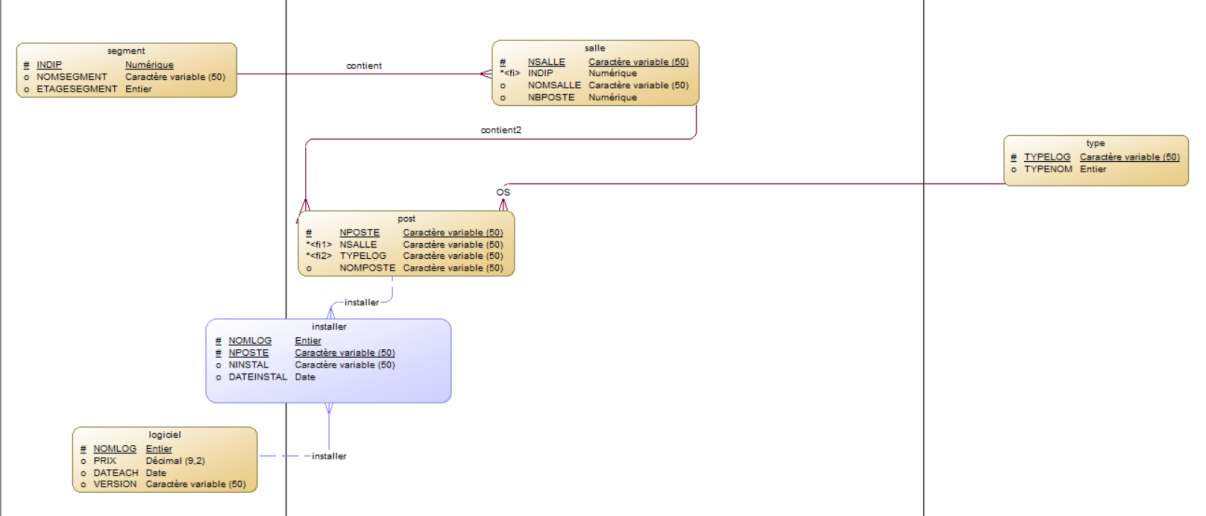 segment
# INDIP Numérique
o NOMSEGMENT Caractère variable (50)
o ETAGESEGMENT Entier
contient
salle
# NSALLE Caractère variable (50)
*<fi> INDIP Numérique
o NOMSALLE Caractère variable (50)
o NBPOSTE Numérique
contient2
type
# TYPELOG Caractère variable (50)
o TYPENOM Entier
OS
post
# NPOSTE Caractère variable (50)
*<fi1> NSALLE Caractère variable (50)
*<fi2> TYPELOG Caractère variable (50)
o NOMPOSTE Caractère variable (50)
installer
installer
# NOMLOG Entier
# NPOSTE Caractère variable (50)
o NINSTAL Caractère variable (50)
o DATEINSTAL Date
logiciel
# NOMLOG Entier
o PRIX Décimal (9,2)
o DATEACH Date
o VERSION Caractère variable (50)
installer